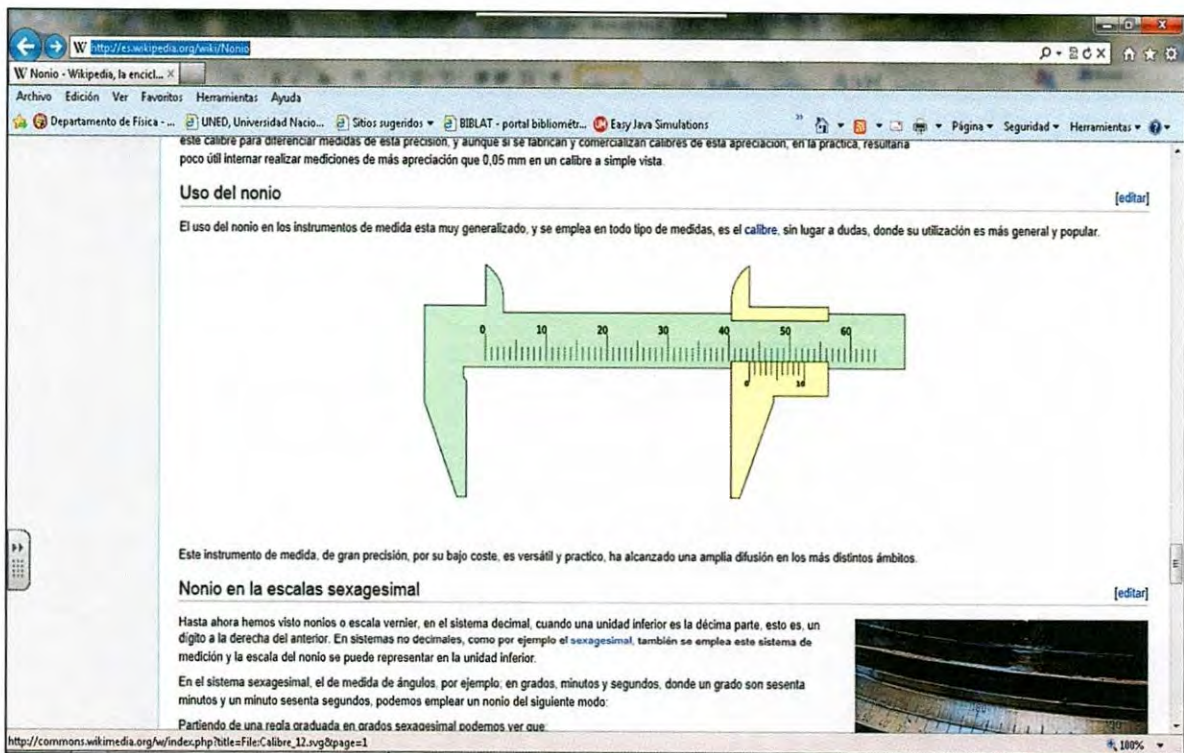 http://es.wikipedia.org/wiki/Nonio
W Nonio - Wikipedia, la encicl... ×
Archivo Edición Ver Favoritos Herramientas Ayuda
Departamento de Física - ... UNED, Universidad Nacio... Sitios sugeridos BIBLAT - portal bibliométr... Easy Java Simulations Página Seguridad Herramientas
este calibre para diferenciar medidas de esta precisión, y aunque si se fabrican y comercializan calibres de esta apreciación, en la practica, resultaria
poco útil internar realizar mediciones de más apreciación que 0,05 mm en un calibre a simple vista.
Uso del nonio [editar]
El uso del nonio en los instrumentos de medida esta muy generalizado, y se emplea en todo tipo de medidas, es el calibre, sin lugar a dudas, donde su utilización es más general y popular.
0 10 20 30 40 50 60
0 10
Este instrumento de medida, de gran precisión, por su bajo coste, es versátil y practico, ha alcanzado una amplia difusión en los más distintos ámbitos.
Nonio en la escalas sexagesimal [editar]
Hasta ahora hemos visto nonios o escala vernier, en el sistema decimal, cuando una unidad inferior es la décima parte, esto es, un
dígito a la derecha del anterior. En sistemas no decimales, como por ejemplo el sexagesimal, también se emplea este sistema de
medición y la escala del nonio se puede representar en la unidad inferior.
En el sistema sexagesimal, el de medida de ángulos, por ejemplo; en grados, minutos y segundos, donde un grado son sesenta
minutos y un minuto sesenta segundos, podemos emplear un nonio del siguiente modo:
Partiendo de una regla graduada en grados sexagesimal podemos ver que:
http://commons.wikimedia.org/w/index.php?title=File:Calibre_12.svg&page=1 100%